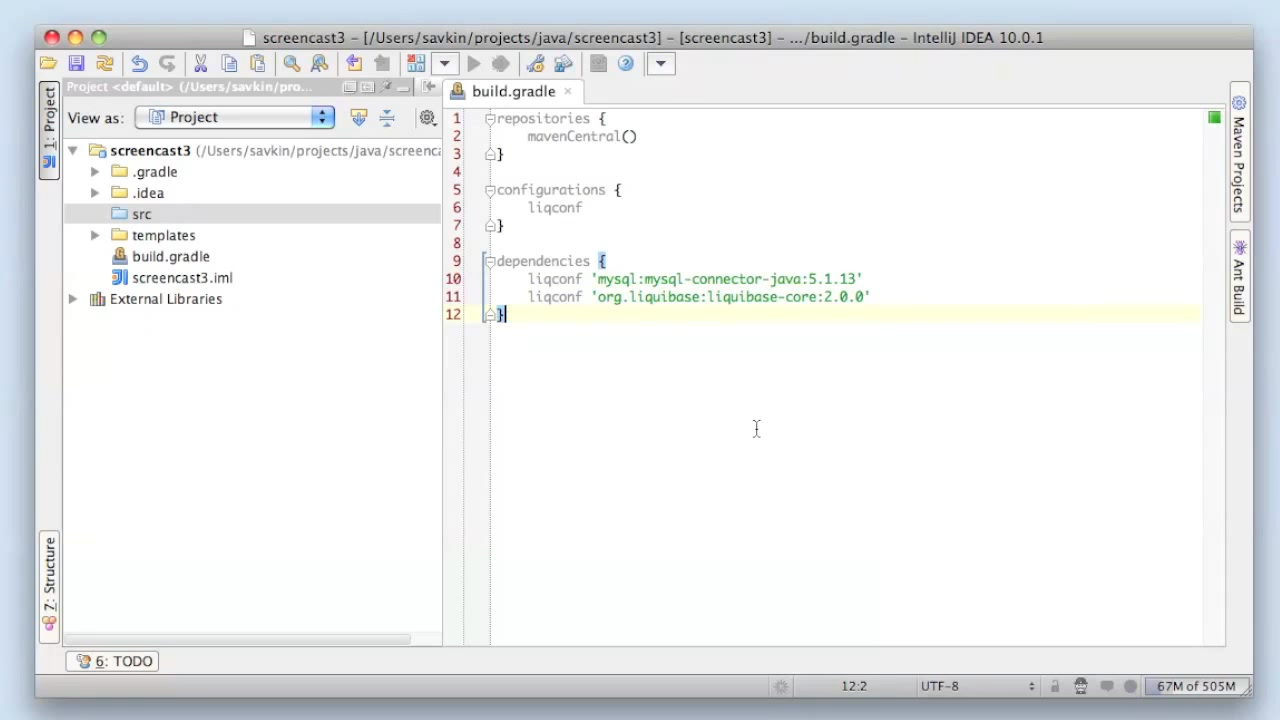 screencast3 – [/Users/savkin/projects/java/screencast3] – [screencast3] – .../build.gradle – IntelliJ IDEA 10.0.1
Project <default> (/Users/savkin/pro...
View as: Project
screencast3 (/Users/savkin/projects/java/screenca
.gradle
.idea
src
templates
build.gradle
screencast3.iml
External Libraries
1: Project
7: Structure
build.gradle
1 repositories {
2 mavenCentral()
3 }
4
5 configurations {
6 liqconf
7 }
8
9 dependencies {
10 liqconf 'mysql:mysql-connector-java:5.1.13'
11 liqconf 'org.liquibase:liquibase-core:2.0.0'
12 }
Maven Projects
Ant Build
6: TODO
12:2 UTF-8 67M of 505M